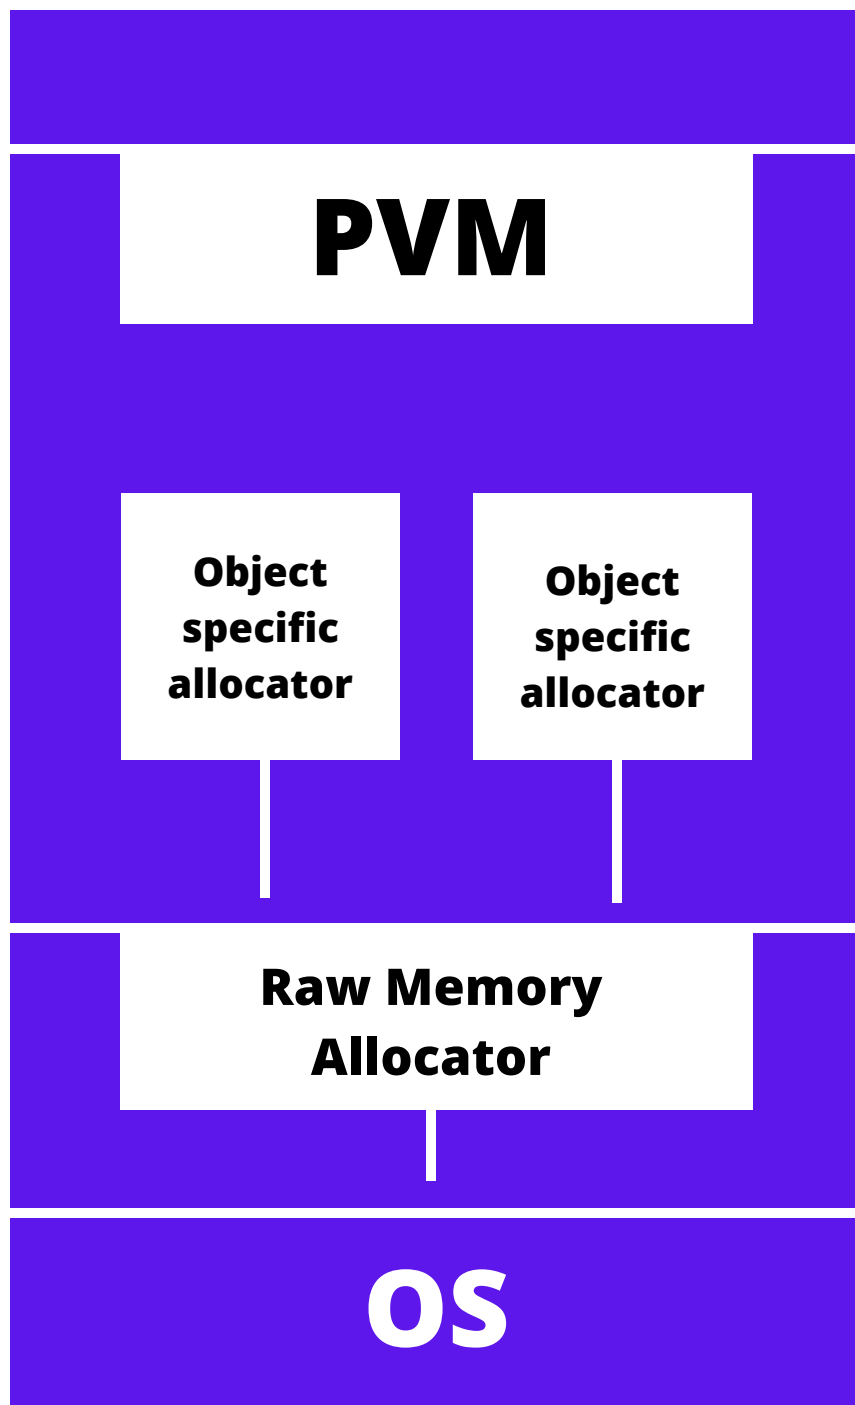 PVM
Object
specific
allocator
Object
specific
allocator
Raw Memory
Allocator
OS